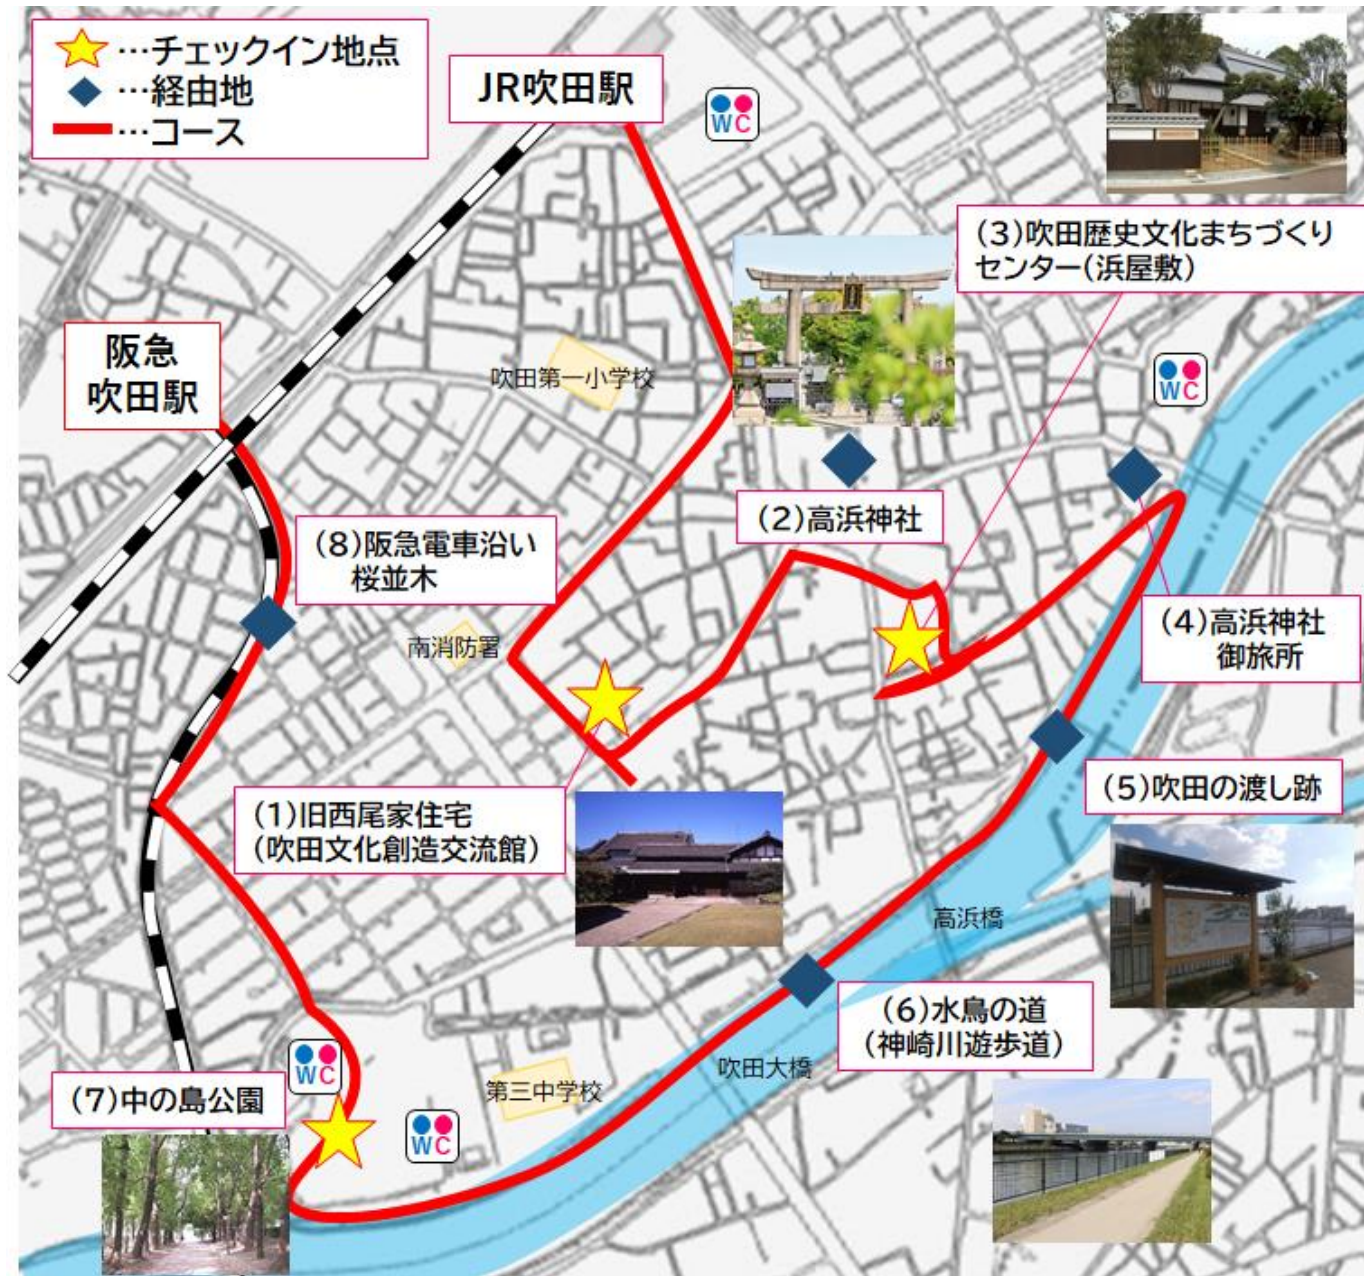 …チェックイン地点
…経由地
…コース
JR吹田駅
WC
(3)吹田歴史文化まちづくり
センター(浜屋敷)
阪急
吹田駅
吹田第一小学校
WC
(2)高浜神社
(8)阪急電車沿い
桜並木
南消防署
(4)高浜神社
御旅所
(1)旧西尾家住宅
(吹田文化創造交流館)
(5)吹田の渡し跡
高浜橋
(6)水鳥の道
(神崎川遊歩道)
吹田大橋
WC
第三中学校
(7)中の島公園
WC